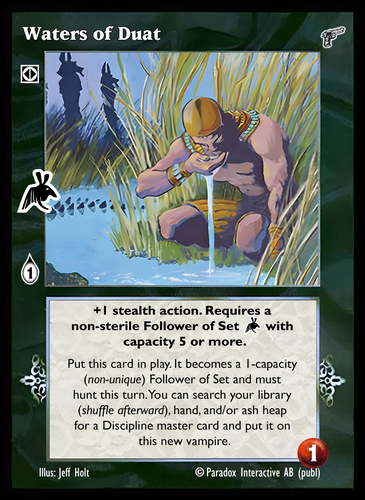 Waters of Duat
1
+1 stealth action. Requires a
non-sterile Follower of Set with
capacity 5 or more.
Put this card in play. It becomes a 1-capacity
(non-unique) Follower of Set and must
hunt this turn. You can search your library
(shuffle afterward), hand, and/or ash heap
for a Discipline master card and put it on
this new vampire.
1
Illus: Jeff Holt © Paradox Interactive AB (publ)